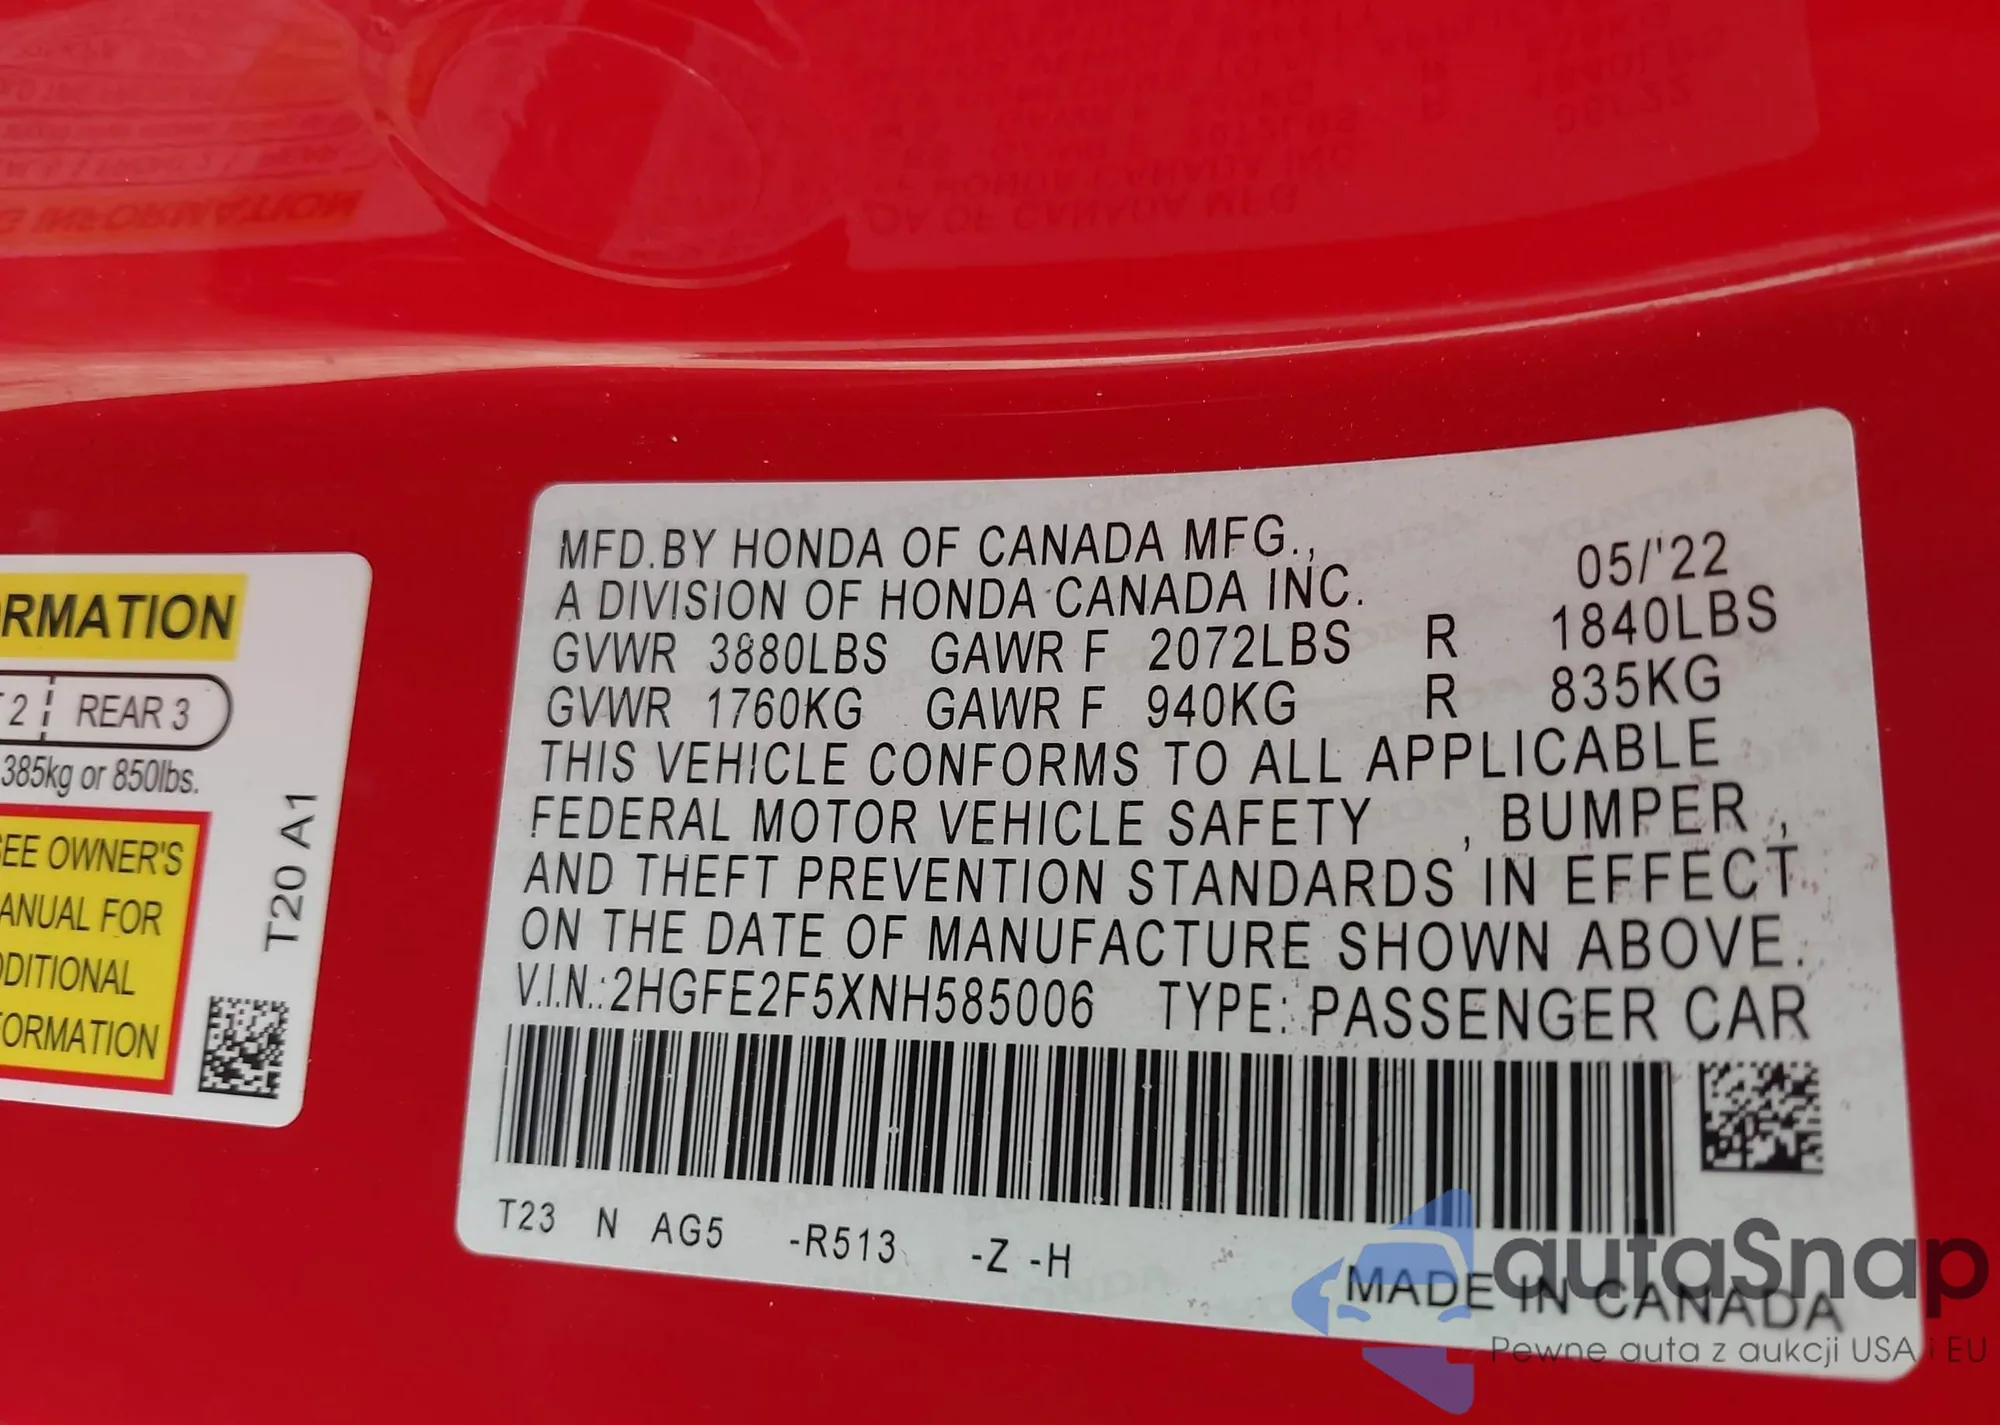 RMATION
2 REAR 3
385kg or 850lbs.
EE OWNER'S
ANUAL FOR
DITIONAL
ORMATION
T20 A1
MFD.BY HONDA OF CANADA MFG.,
A DIVISION OF HONDA CANADA INC. 05/'22
GVWR 3880LBS GAWR F 2072LBS R 1840LBS
GVWR 1760KG GAWR F 940KG R 835KG
THIS VEHICLE CONFORMS TO ALL APPLICABLE
FEDERAL MOTOR VEHICLE SAFETY , BUMPER ,
AND THEFT PREVENTION STANDARDS IN EFFECT
ON THE DATE OF MANUFACTURE SHOWN ABOVE.
V.I.N.:2HGFE2F5XNH585006 TYPE: PASSENGER CAR
T23 N AG5 -R513 -Z -H
MADE IN CANADA
autaSnap
Pewne auta z aukcji USA i EU